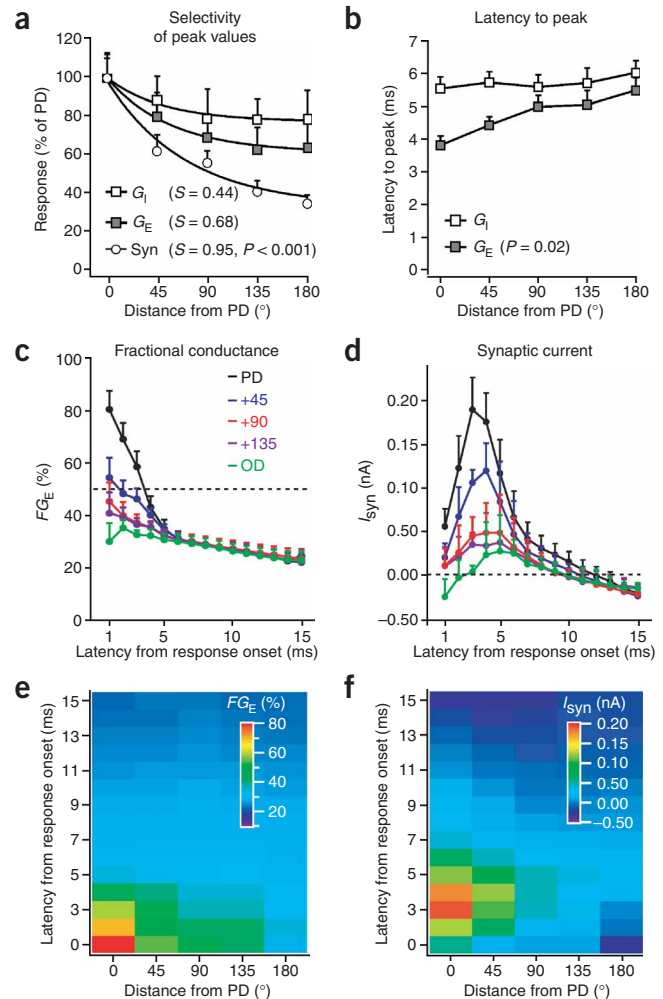 a
Selectivity
of peak values
120
100
80
60
40
20
0
Response (% of PD)
G_I (S = 0.44)
G_E (S = 0.68)
Syn (S = 0.95, P < 0.001)
0 45 90 135 180
Distance from PD (°)
b
Latency to peak
7
6
5
4
3
2
1
0
Latency to peak (ms)
G_I
G_E (P = 0.02)
0 45 90 135 180
Distance from PD (°)
c
Fractional conductance
100
80
60
40
20
0
FG_E (%)
PD
+45
+90
+135
OD
1 5 10 15
Latency from response onset (ms)
d
Synaptic current
0.20
0.15
0.10
0.50
0.00
−0.50
I_syn (nA)
1 5 10 15
Latency from response onset (ms)
e
15
13
11
9
7
5
3
0
Latency from response onset (ms)
FG_E (%)
80
60
40
20
0 45 90 135 180
Distance from PD (°)
f
15
13
11
9
7
5
3
0
Latency from response onset (ms)
I_syn (nA)
0.20
0.15
0.10
0.00
−0.50
0 45 90 135 180
Distance from PD (°)